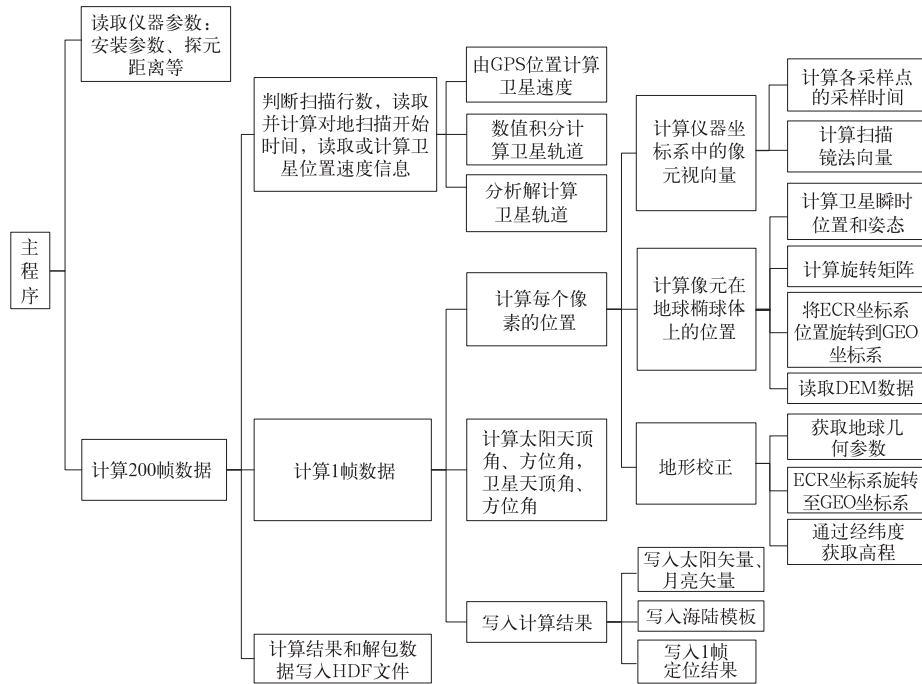 主
程
序
读取仪器参数：
安装参数、探元
距离等
计算200帧数据
判断扫描行数，读取
并计算对地扫描开始
时间，读取或计算卫
星位置速度信息
计算1帧数据
计算结果和解包数
据写入HDF文件
由GPS位置计算
卫星速度
数值积分计
算卫星轨道
分析解计算
卫星轨道
计算每个像
素的位置
计算太阳天顶
角、方位角，
卫星天顶角、
方位角
写入计算结果
计算仪器坐
标系中的像
元视向量
计算像元在
地球椭球体
上的位置
地形校正
写入太阳矢量、
月亮矢量
写入海陆模板
写入1帧
定位结果
计算各采样点
的采样时间
计算扫描
镜法向量
计算卫星瞬时
位置和姿态
计算旋转矩阵
将ECR坐标系
位置旋转到GEO
坐标系
读取DEM数据
获取地球几
何参数
ECR坐标系旋转
至GEO坐标系
通过经纬度
获取高程